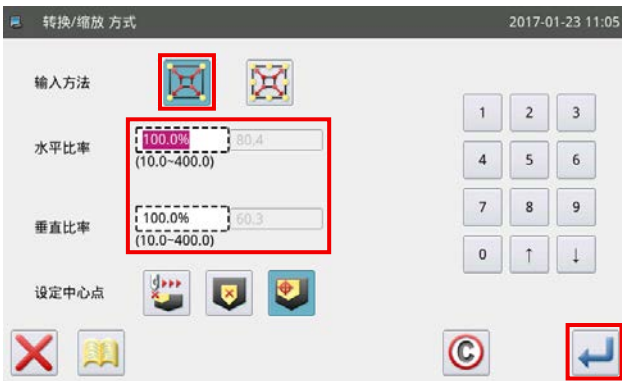 转换/缩放 方式 2017-01-23 11:05
输入方法
水平比率 100.0% 80.4
(10.0~400.0)
垂直比率 100.0% 60.3
(10.0~400.0)
设定中心点
1 2 3
4 5 6
7 8 9
0 ↑ ↓
©